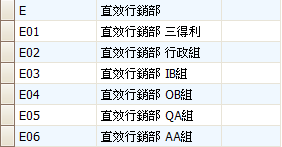 E 直效行銷部
E01 直效行銷部 三得利
E02 直效行銷部 行政組
E03 直效行銷部 IB組
E04 直效行銷部 OB組
E05 直效行銷部 QA組
E06 直效行銷部 AA組